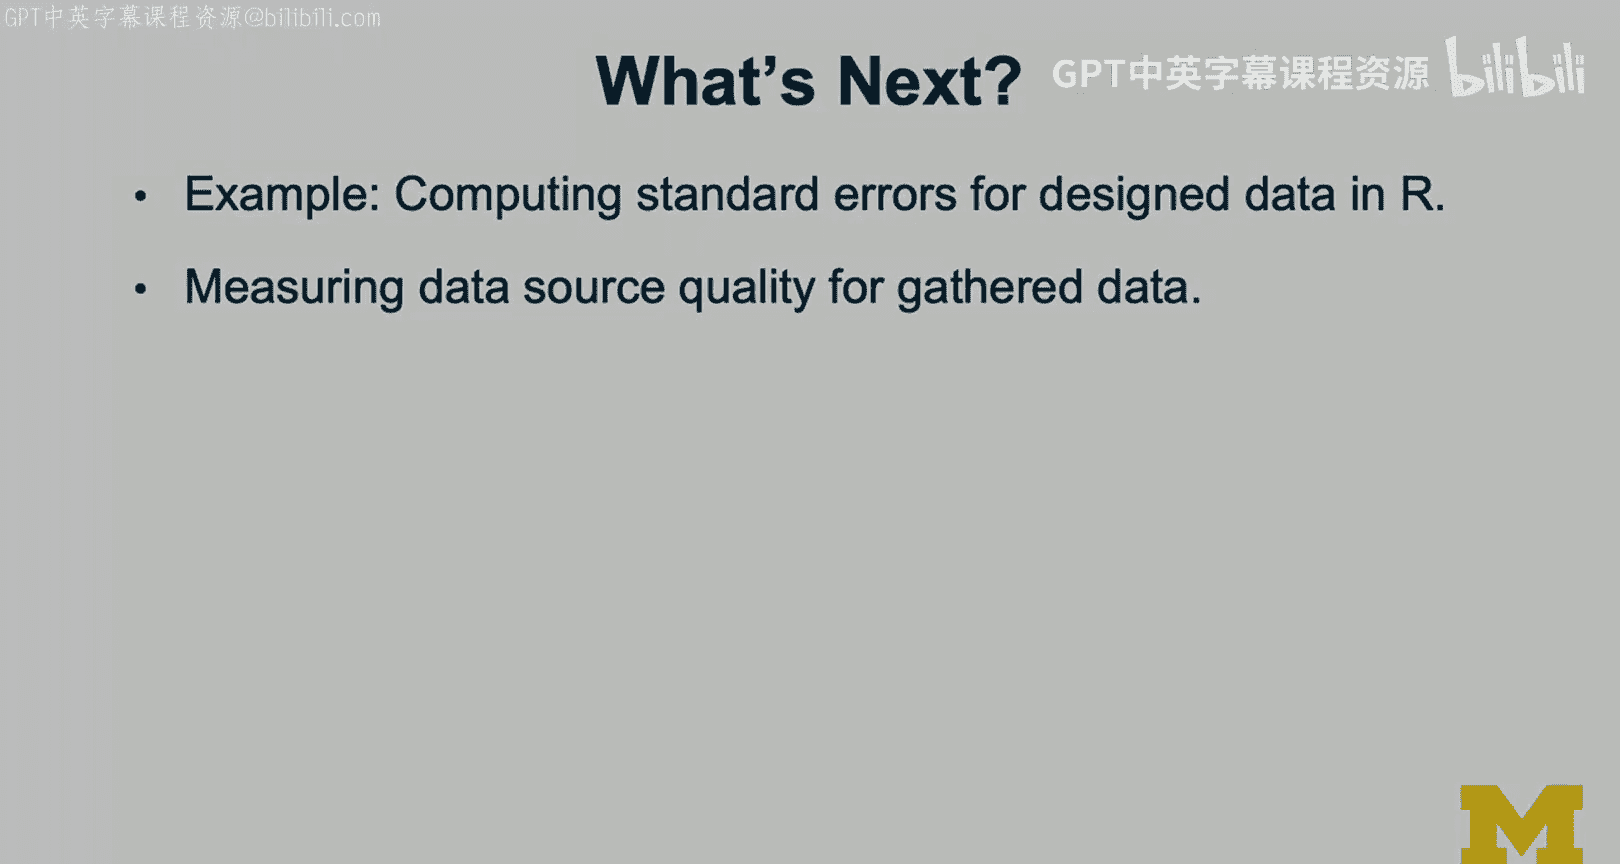 GPT中英字幕课程资源@bilibili.com
What's Next?
GPT中英字幕课程资源 bilibili
• Example: Computing standard errors for designed data in R.
• Measuring data source quality for gathered data.
M